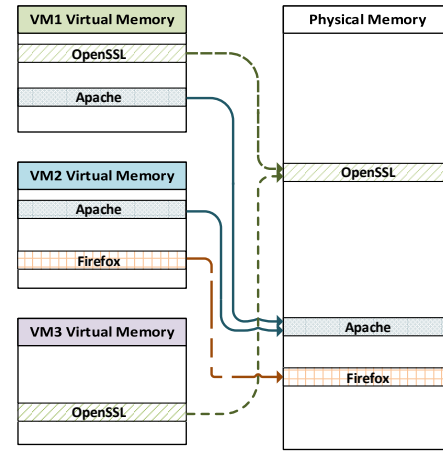 VM1 Virtual Memory
OpenSSL
Apache
VM2 Virtual Memory
Apache
Firefox
VM3 Virtual Memory
OpenSSL
Physical Memory
OpenSSL
Apache
Firefox